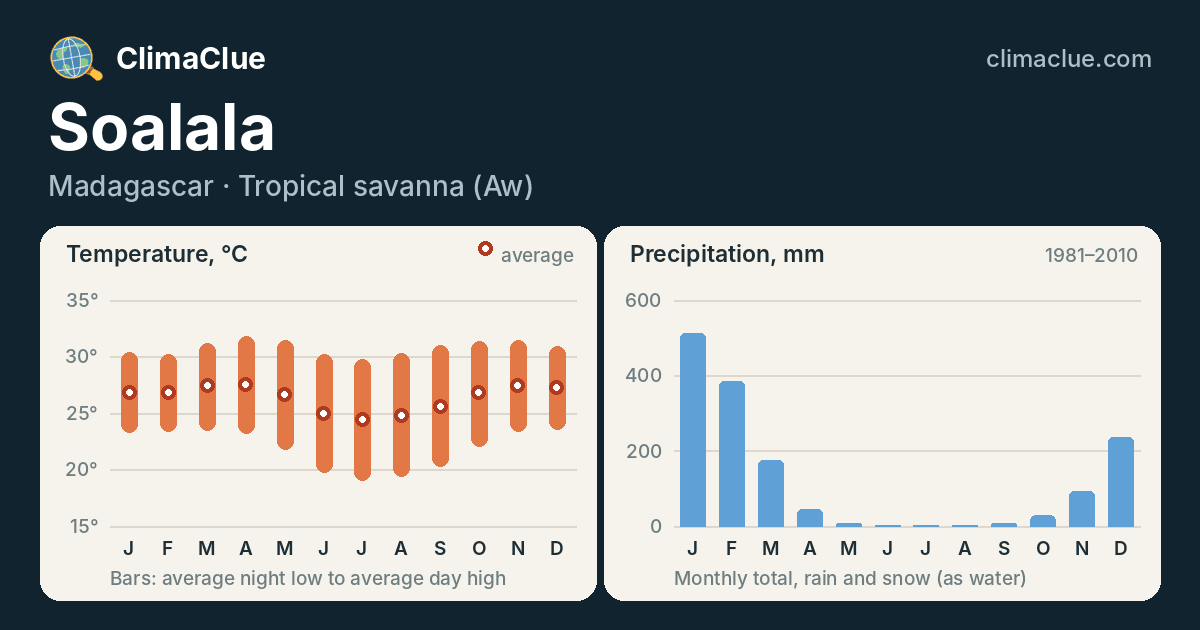 ClimaClue
climaclue.com
Soalala
Madagascar · Tropical savanna (Aw)
Temperature, °C
average
35°
30°
25°
20°
15°
J F M A M J J A S O N D
Bars: average night low to average day high
Precipitation, mm
1981–2010
600
400
200
0
J F M A M J J A S O N D
Monthly total, rain and snow (as water)